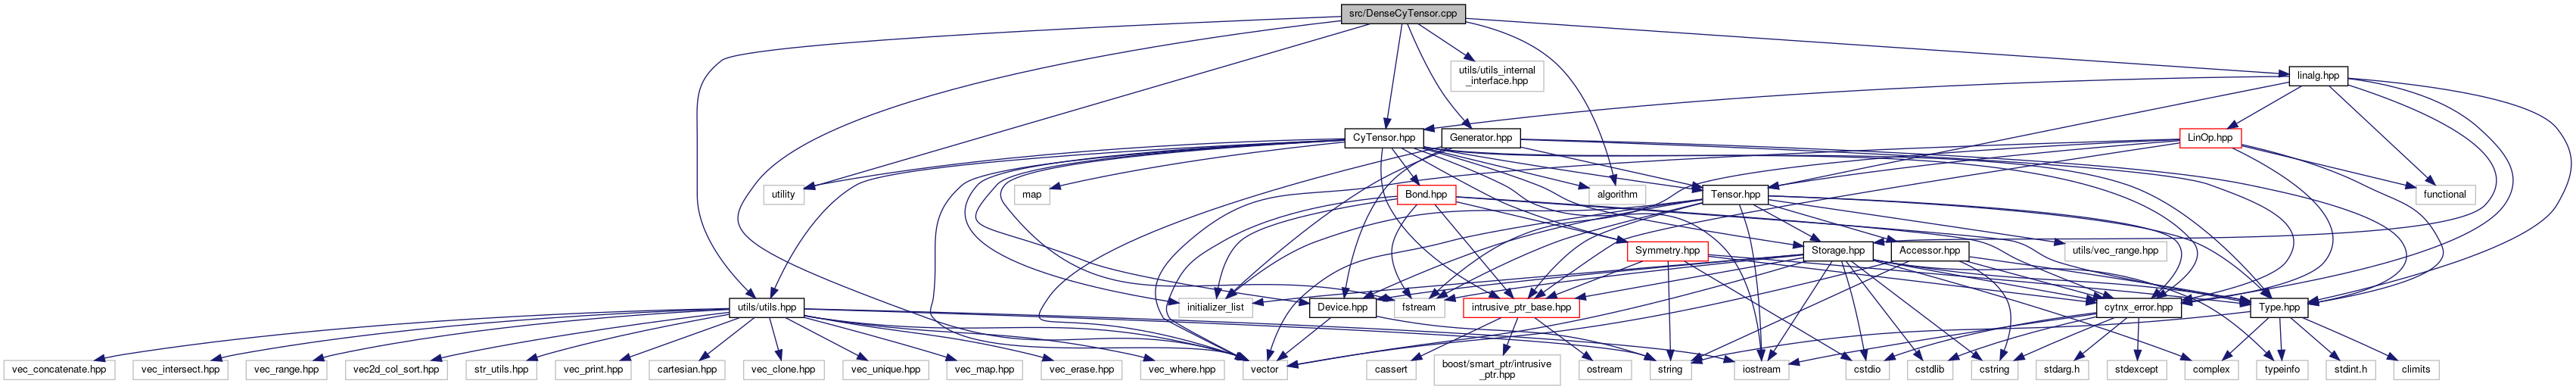 src/DenseCyTensor.cpp
utils/utils_internal
_interface.hpp
linalg.hpp
CyTensor.hpp
Generator.hpp
LinOp.hpp
utility
map
Bond.hpp
algorithm
Tensor.hpp
functional
Symmetry.hpp
Storage.hpp
Accessor.hpp
utils/vec_range.hpp
utils/utils.hpp
initializer_list
Device.hpp
fstream
intrusive_ptr_base.hpp
cytnx_error.hpp
Type.hpp
vec_concatenate.hpp
vec_intersect.hpp
vec_range.hpp
vec2d_col_sort.hpp
str_utils.hpp
vec_print.hpp
cartesian.hpp
vec_clone.hpp
vec_unique.hpp
vec_map.hpp
vec_erase.hpp
vec_where.hpp
vector
cassert
boost/smart_ptr/intrusive
_ptr.hpp
ostream
string
iostream
cstdio
cstdlib
cstring
stdarg.h
stdexcept
complex
typeinfo
stdint.h
climits